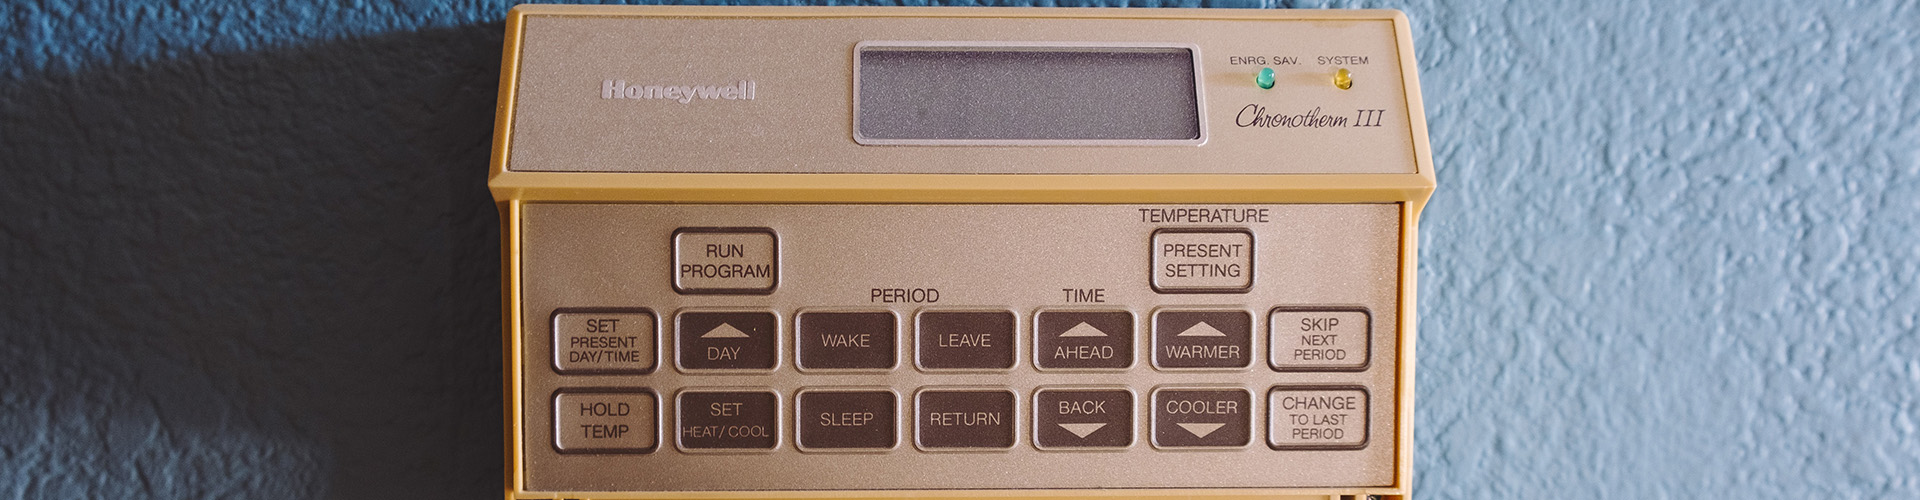 Honeywell
ENRG. SAV. SYSTEM
Chronotherm III
TEMPERATURE
RUN
PROGRAM
PRESENT
SETTING
PERIOD
TIME
SET
PRESENT
DAY/TIME
DAY
WAKE
LEAVE
AHEAD
WARMER
SKIP
NEXT
PERIOD
HOLD
TEMP
SET
HEAT/COOL
SLEEP
RETURN
BACK
COOLER
CHANGE
TO LAST
PERIOD